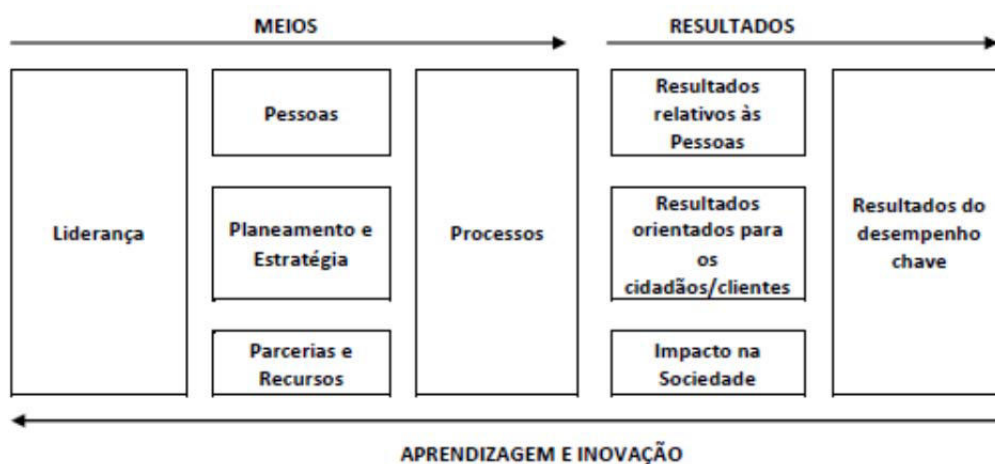 MEIOS
RESULTADOS
Liderança
Pessoas
Planeamento e
Estratégia
Parcerias e
Recursos
Processos
Resultados
relativos às
Pessoas
Resultados
orientados para
os
cidadãos/clientes
Impacto na
Sociedade
Resultados do
desempenho
chave
APRENDIZAGEM E INOVAÇÃO